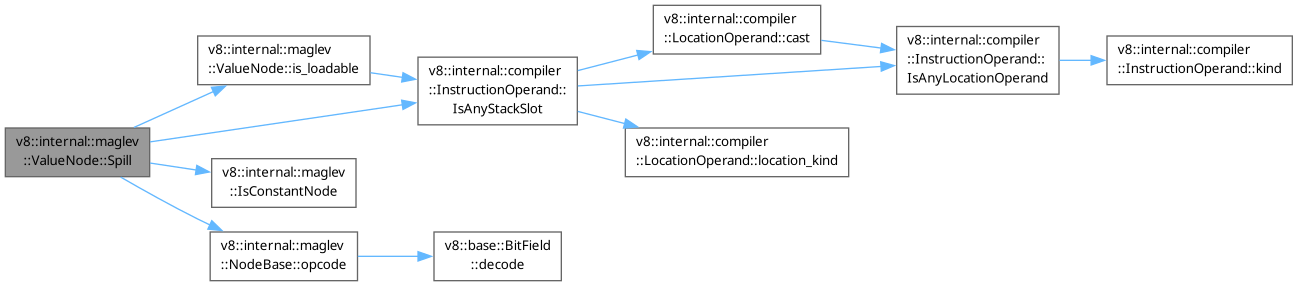 v8::internal::maglev
::ValueNode::Spill
v8::internal::maglev
::ValueNode::is_loadable
v8::internal::compiler
::InstructionOperand::
IsAnyStackSlot
v8::internal::compiler
::LocationOperand::cast
v8::internal::compiler
::InstructionOperand::
IsAnyLocationOperand
v8::internal::compiler
::InstructionOperand::kind
v8::internal::compiler
::LocationOperand::location_kind
v8::internal::maglev
::IsConstantNode
v8::internal::maglev
::NodeBase::opcode
v8::base::BitField
::decode